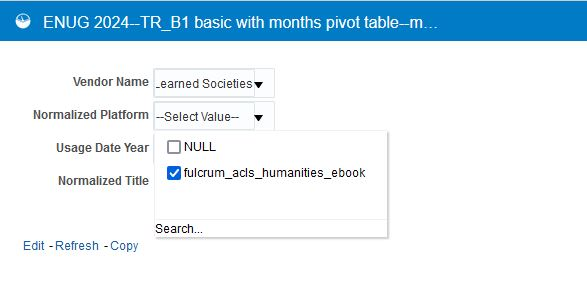 ENUG 2024--TR_B1 basic with months pivot table--m...
Vendor Name Learned Societies
Normalized Platform --Select Value--
Usage Date Year NULL
Normalized Title fulcrum_acls_humanities_ebook
Search...
Edit - Refresh - Copy